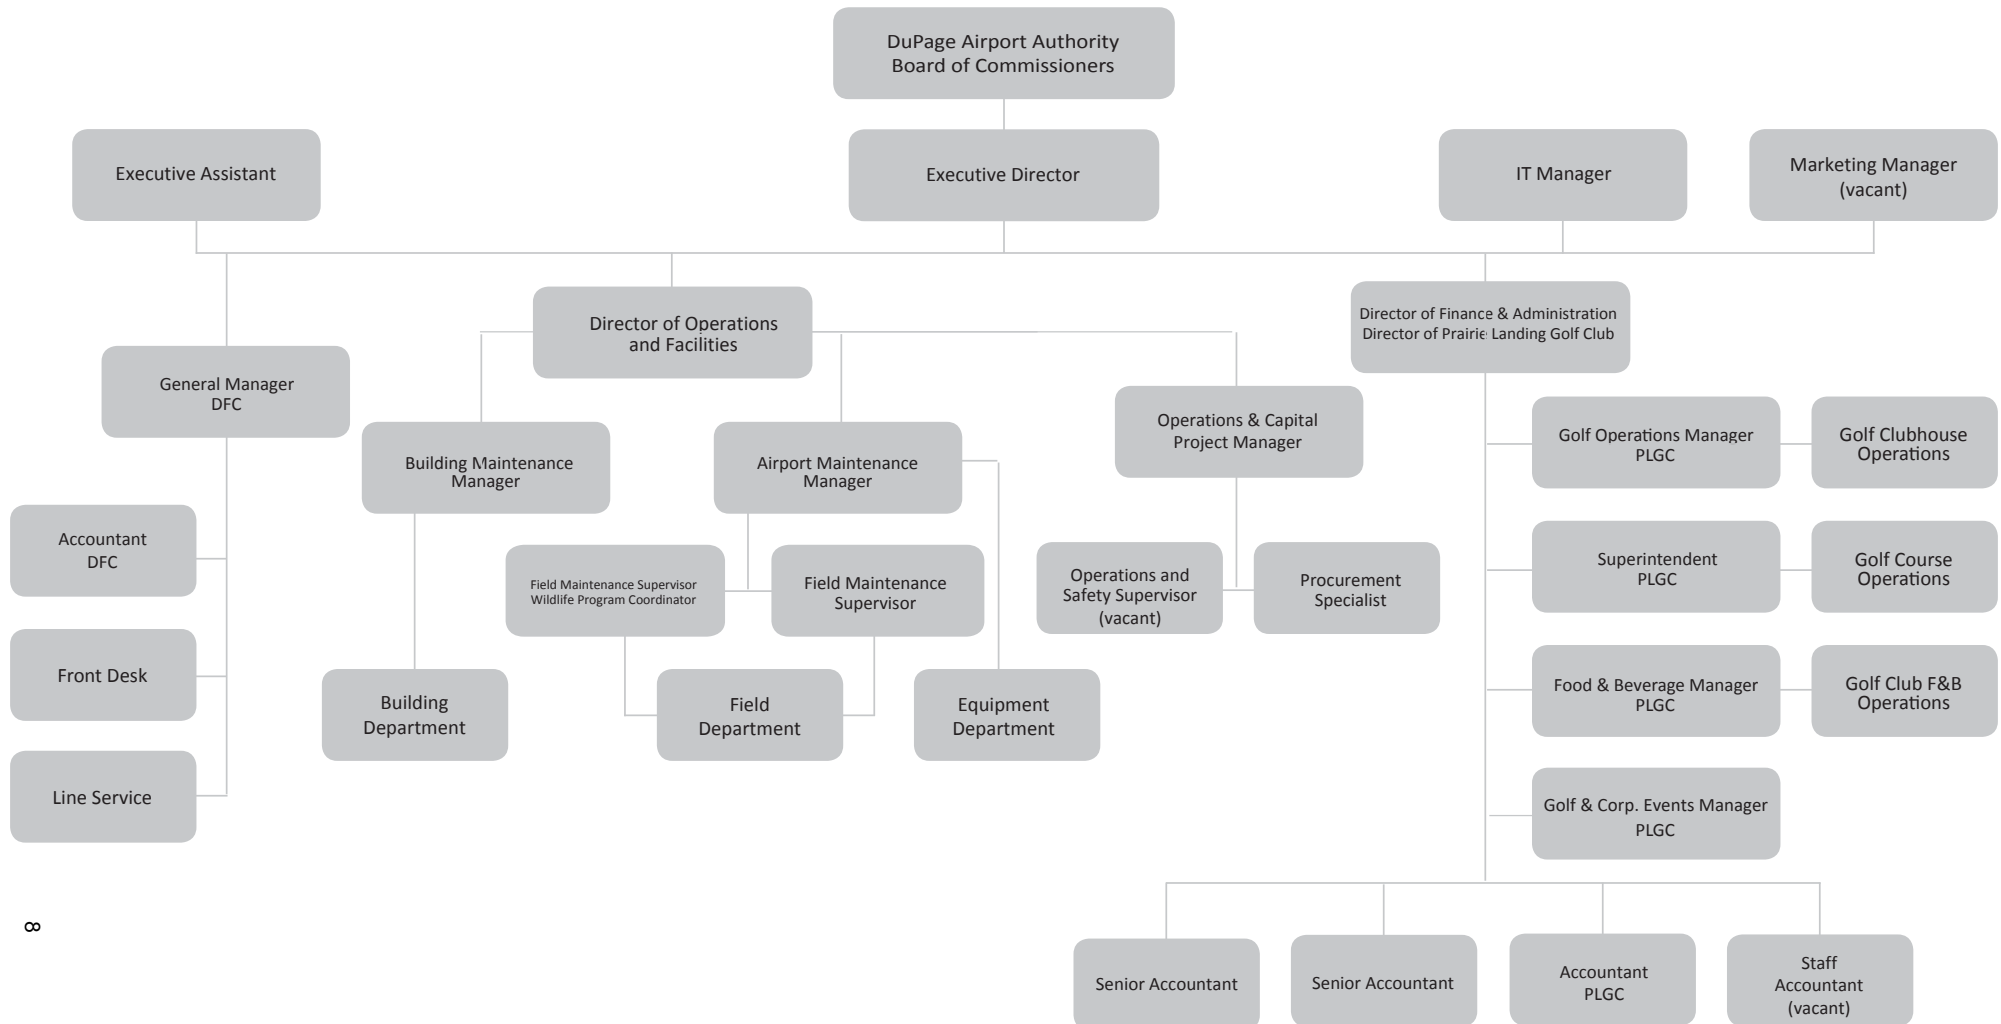 DuPage Airport Authority
Board of Commissioners
Executive Assistant
Executive Director
IT Manager
Marketing Manager
(vacant)
Director of Operations
and Facilities
Director of Finance & Administration
Director of Prairie Landing Golf Club
General Manager
DFC
Building Maintenance
Manager
Airport Maintenance
Manager
Operations & Capital
Project Manager
Golf Operations Manager
PLGC
Golf Clubhouse
Operations
Accountant
DFC
Field Maintenance Supervisor
Wildlife Program Coordinator
Field Maintenance
Supervisor
Operations and
Safety Supervisor
(vacant)
Procurement
Specialist
Superintendent
PLGC
Golf Course
Operations
Front Desk
Building
Department
Field
Department
Equipment
Department
Food & Beverage Manager
PLGC
Golf Club F&B
Operations
Line Service
Golf & Corp. Events Manager
PLGC
8
Senior Accountant
Senior Accountant
Accountant
PLGC
Staff
Accountant
(vacant)